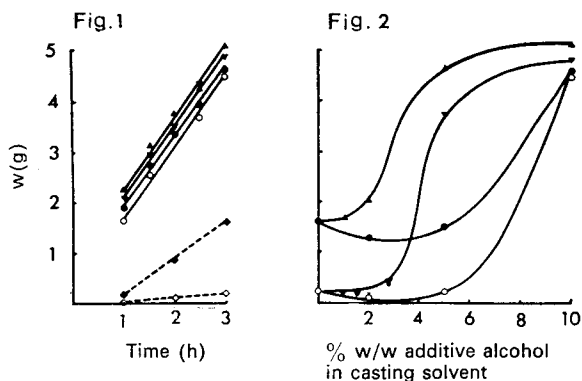 Fig.1
Fig. 2
5
4
3
2
1
w(g)
1 2 3
Time (h)
2 4 6 8 10
% w/w additive alcohol
in casting solvent